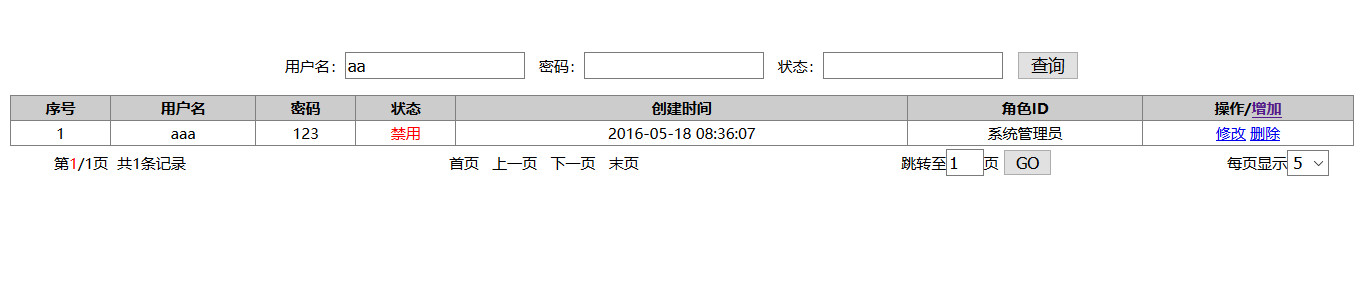 用户名: aa 密码: 状态: 查询
序号 用户名 密码 状态 创建时间 角色ID 操作/增加
1 aaa 123 禁用 2016-05-18 08:36:07 系统管理员 修改 删除
第1/1页 共1条记录 首页 上一页 下一页 末页 跳转至1页 GO 每页显示5